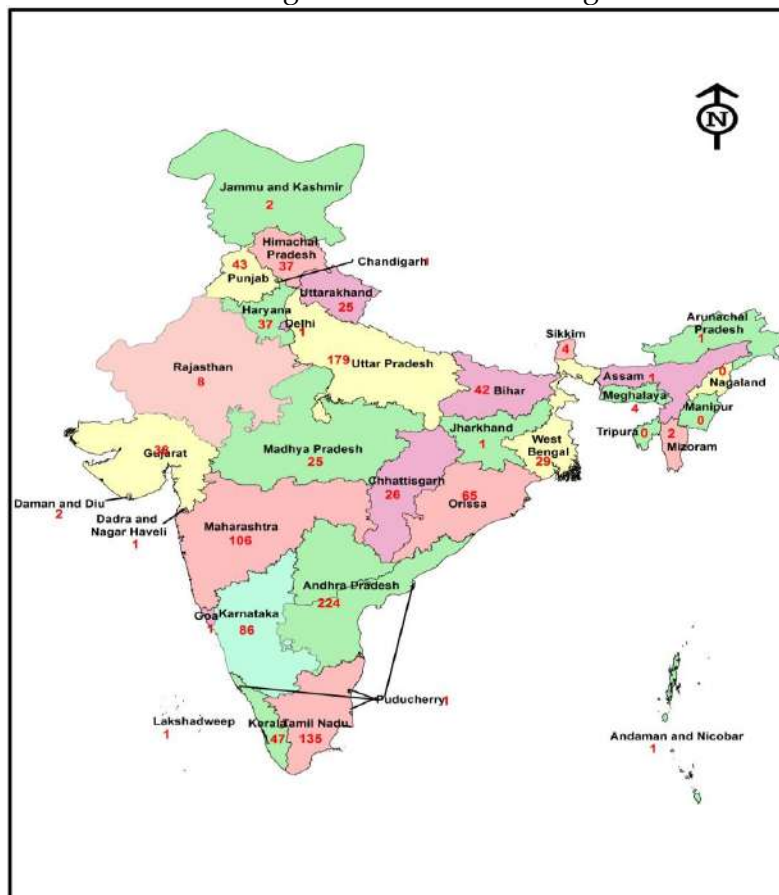 N
Jammu and Kashmir
2
Himachal
Pradesh
37
43
Punjab
Chandigarh 1
Uttarakhand
25
Haryana
37
Delhi
1
Arunachal
Pradesh
1
Sikkim
4
Rajasthan
8
179 Uttar Pradesh
42 Bihar
Assam 1
0
Nagaland
Meghalaya
4
Manipur
0
Tripura 0
2
Mizoram
Jharkhand
1
West
Bengal
29
36
Gujarat
Madhya Pradesh
25
Chhattisgarh
26
65
Orissa
Daman and Diu
2
Dadra and
Nagar Haveli
1
Maharashtra
106
Andhra Pradesh
224
Goa
1
Karnataka
86
Puducherry 1
Lakshadweep
1
Kerala
47
Tamil Nadu
135
Andaman and Nicobar
1